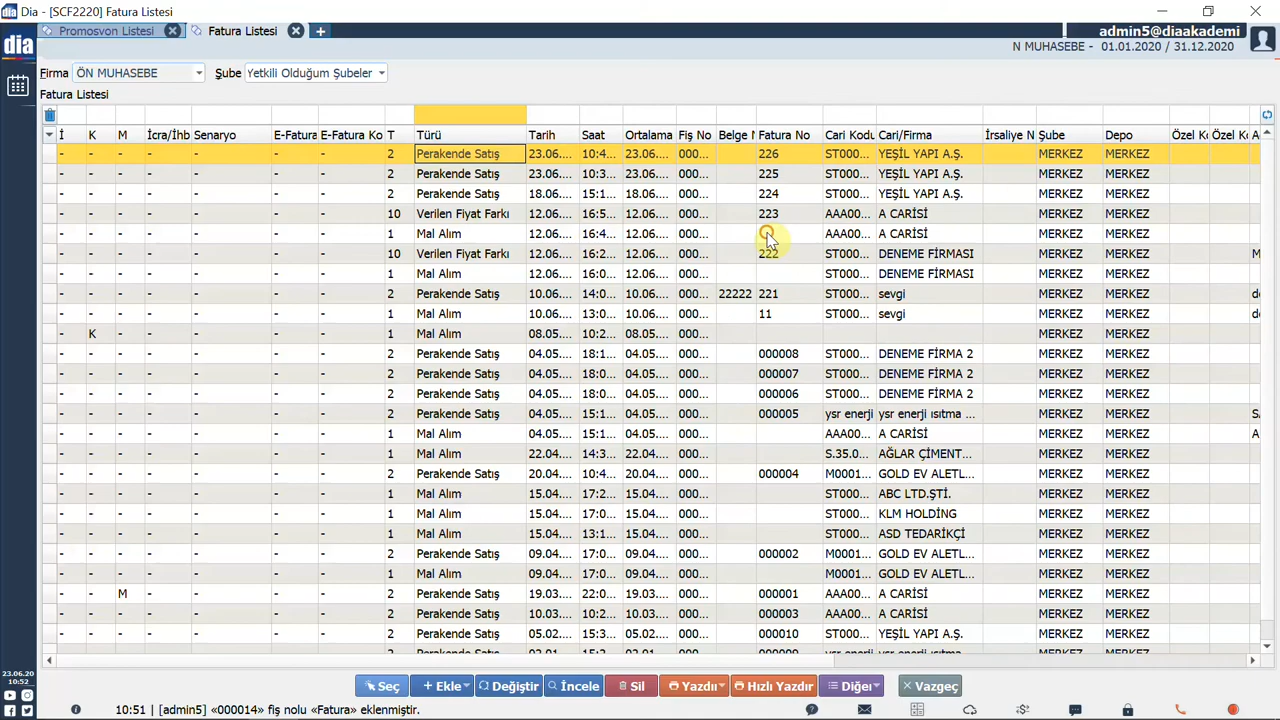 Dia - [SCF2220] Fatura Listesi
dia
Promosyon Listesi
Fatura Listesi
admin5@diaakademi
N MUHASEBE - 01.01.2020 / 31.12.2020
Firma ÖN MUHASEBE Şube Yetkili Olduğum Şubeler
Fatura Listesi
İ K M İcra/İhb Senaryo E-Fatura E-Fatura Ko T Türü Tarih Saat Ortalama Fiş No Belge N Fatura No Cari Kodu Cari/Firma İrsaliye N Şube Depo Özel Ko Özel Ko A
- - - - - - - 2 Perakende Satış 23.06.... 10:4... 23.06.... 000... 226 ST000... YEŞİL YAPI A.Ş. MERKEZ MERKEZ
- - - - - - - 2 Perakende Satış 23.06.... 10:3... 23.06.... 000... 225 ST000... YEŞİL YAPI A.Ş. MERKEZ MERKEZ
- - - - - - - 2 Perakende Satış 18.06.... 15:1... 18.06.... 000... 224 ST000... YEŞİL YAPI A.Ş. MERKEZ MERKEZ
- - - - - - - 10 Verilen Fiyat Farkı 12.06.... 16:5... 12.06.... 000... 223 AAA00... A CARİSİ MERKEZ MERKEZ
- - - - - - - 1 Mal Alım 12.06.... 16:4... 12.06.... 000... AAA00... A CARİSİ MERKEZ MERKEZ
- - - - - - - 10 Verilen Fiyat Farkı 12.06.... 16:2... 12.06.... 000... 222 ST000... DENEME FİRMASI MERKEZ MERKEZ M
- - - - - - - 1 Mal Alım 12.06.... 16:0... 12.06.... 000... ST000... DENEME FİRMASI MERKEZ MERKEZ
- - - - - - - 2 Perakende Satış 10.06.... 14:0... 10.06.... 000... 22222 221 ST000... sevgi MERKEZ MERKEZ de
- - - - - - - 1 Mal Alım 10.06.... 13:0... 10.06.... 000... 11 ST000... sevgi MERKEZ MERKEZ de
- K - - - - - 1 Mal Alım 08.05.... 10:2... 08.05.... 000... MERKEZ MERKEZ
- - - - - - - 2 Perakende Satış 04.05.... 18:1... 04.05.... 000... 000008 ST000... DENEME FİRMA 2 MERKEZ MERKEZ
- - - - - - - 2 Perakende Satış 04.05.... 18:0... 04.05.... 000... 000007 ST000... DENEME FİRMA 2 MERKEZ MERKEZ
- - - - - - - 2 Perakende Satış 04.05.... 18:0... 04.05.... 000... 000006 ST000... DENEME FİRMA 2 MERKEZ MERKEZ
- - - - - - - 2 Perakende Satış 04.05.... 15:1... 04.05.... 000... 000005 ysr enerji ysr enerji ısıtma ... MERKEZ MERKEZ SA
- - - - - - - 1 Mal Alım 04.05.... 15:1... 04.05.... 000... AAA00... A CARİSİ MERKEZ MERKEZ A
- - - - - - - 1 Mal Alım 22.04.... 14:3... 22.04.... 000... S.35.0... AĞLAR ÇİMENT... MERKEZ MERKEZ
- - - - - - - 2 Perakende Satış 20.04.... 10:4... 20.04.... 000... 000004 M0001... GOLD EV ALETL... MERKEZ MERKEZ
- - - - - - - 1 Mal Alım 15.04.... 17:2... 15.04.... 000... ST000... ABC LTD.ŞTİ. MERKEZ MERKEZ
- - - - - - - 1 Mal Alım 15.04.... 17:0... 15.04.... 000... ST000... KLM HOLDİNG MERKEZ MERKEZ
- - - - - - - 1 Mal Alım 15.04.... 13:1... 15.04.... 000... ST000... ASD TEDARİKÇİ MERKEZ MERKEZ
- - - - - - - 2 Perakende Satış 09.04.... 17:0... 09.04.... 000... 000002 M0001... GOLD EV ALETL... MERKEZ MERKEZ
- - - - - - - 1 Mal Alım 09.04.... 17:0... 09.04.... 000... M0001... GOLD EV ALETL... MERKEZ MERKEZ
- - M - - - - 2 Perakende Satış 19.03.... 22:0... 19.03.... 000... 000001 AAA00... A CARİSİ MERKEZ MERKEZ
- - - - - - - 2 Perakende Satış 10.03.... 10:2... 10.03.... 000... 000003 AAA00... A CARİSİ MERKEZ MERKEZ
- - - - - - - 2 Perakende Satış 05.02.... 15:3... 05.02.... 000... 000010 ST000... YEŞİL YAPI A.Ş. MERKEZ MERKEZ
Seç Ekle Değiştir İncele Sil Yazdır Hızlı Yazdır Diğer Vazgeç
23.06.20
10:52
10:51 | [admin5] «000014» fiş nolu «Fatura» eklenmiştir.